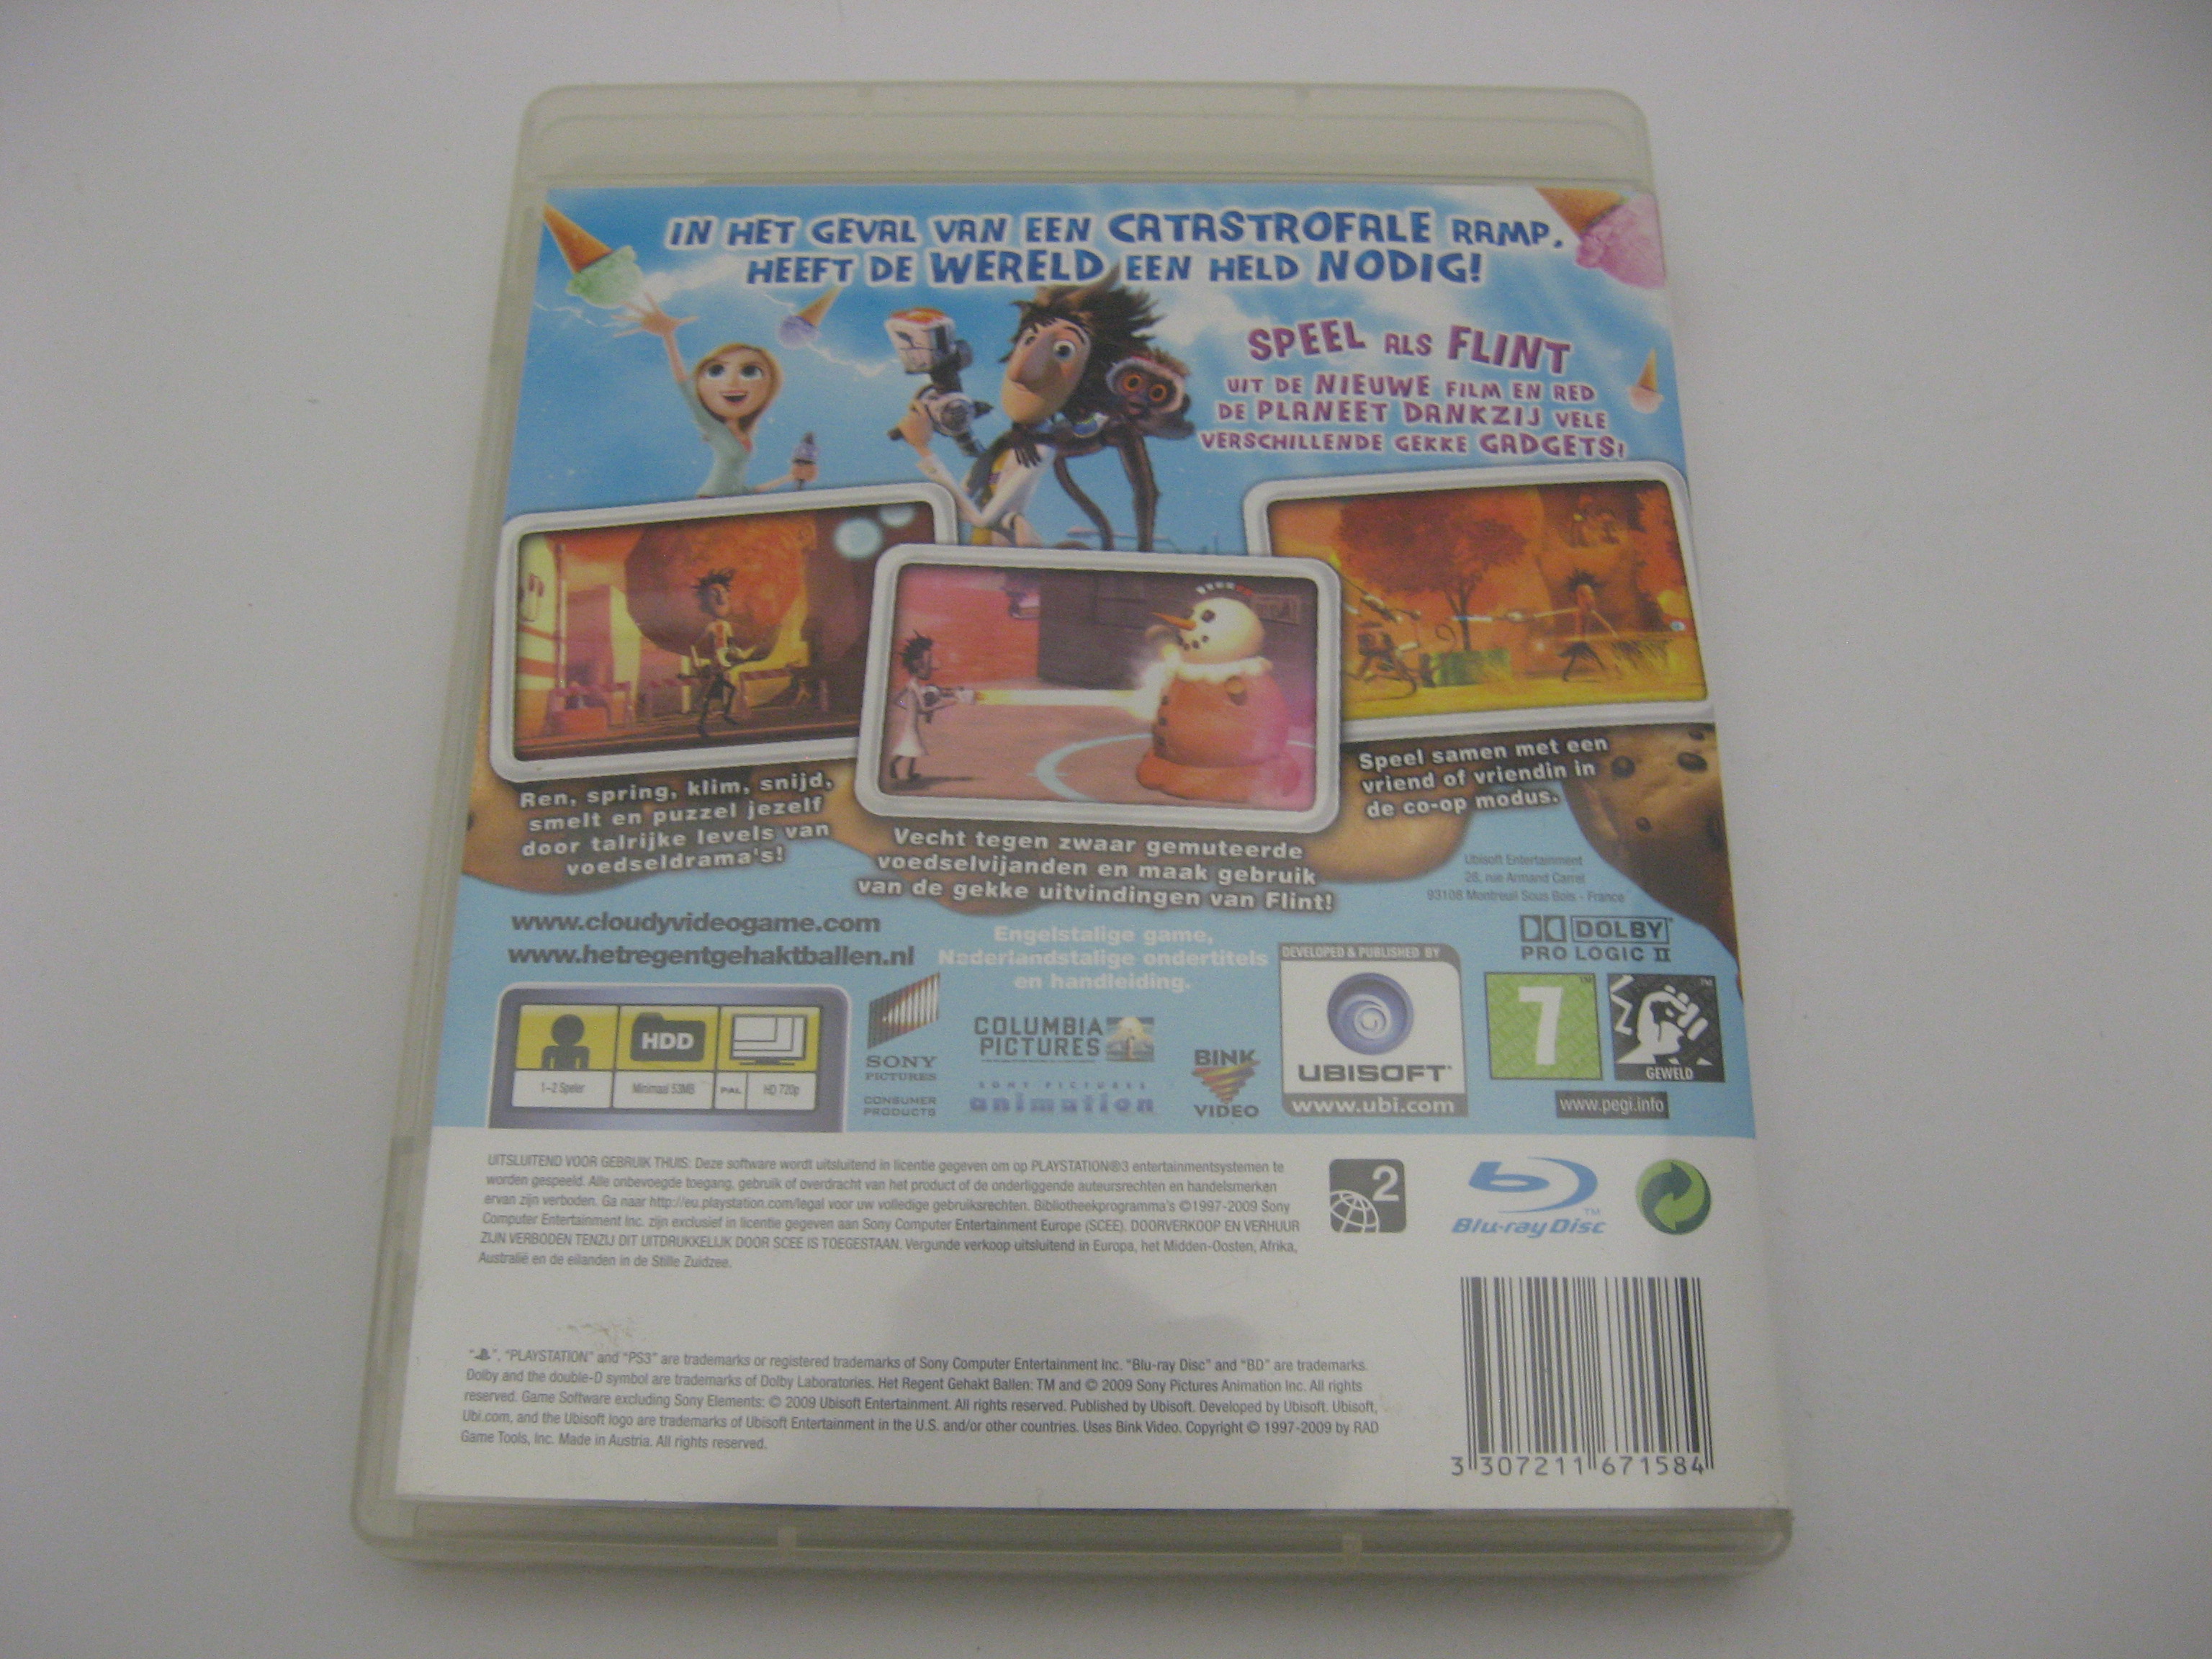 IN HET GEVAL VAN EEN CATASTROFALE RAMP,
HEEFT DE WERELD EEN HELD NODIG!
SPEEL ALS FLINT
UIT DE NIEUWE FILM EN RED
DE PLANEET DANKZIJ VELE
VERSCHILLENDE GEKKE GADGETS!
Ren, spring, klim, snijd,
smelt en puzzel jezelf
door talrijke levels van
voedseldrama's!
Vecht tegen zwaar gemuteerde
voedselvijanden en maak gebruik
van de gekke uitvindingen van Flint!
Speel samen met een
vriend of vriendin in
de co-op modus.
Ubisoft Entertainment
28, rue Armand Carrel
93108 Montreuil Sous Bois - France
www.cloudyvideogame.com
www.hetregentgehaktballen.nl
Engelstalige game,
Nederlandstalige ondertitels
en handleiding.
DOLBY
PRO LOGIC II
HDD
1-2 Speler
Minimaal 53MB
PAL
HD 720p
SONY
PICTURES
CONSUMER
PRODUCTS
COLUMBIA
PICTURES
SONY PICTURES
animation
BINK
VIDEO
DEVELOPED & PUBLISHED BY
UBISOFT
www.ubi.com
7
GEWELD
www.pegi.info
UITSLUITEND VOOR GEBRUIK THUIS: Deze software wordt uitsluitend in licentie gegeven om op PLAYSTATION®3 entertainmentsystemen te
worden gespeeld. Alle onbevoegde toegang, gebruik of overdracht van het product of de onderliggende auteursrechten en handelsmerken
ervan zijn verboden. Ga naar http://eu.playstation.com/legal voor uw volledige gebruiksrechten. Bibliotheekprogramma's ©1997-2009 Sony
Computer Entertainment Inc. zijn exclusief in licentie gegeven aan Sony Computer Entertainment Europe (SCEE). DOORVERKOOP EN VERHUUR
ZIJN VERBODEN TENZIJ DIT UITDRUKKELIJK DOOR SCEE IS TOEGESTAAN. Vergunde verkoop uitsluitend in Europa, het Midden-Oosten, Afrika,
Australië en de eilanden in de Stille Zuidzee.
2
Blu-ray Disc
TM
"", "PLAYSTATION" and "PS3" are trademarks or registered trademarks of Sony Computer Entertainment Inc. "Blu-ray Disc" and "BD" are trademarks.
Dolby and the double-D symbol are trademarks of Dolby Laboratories. Het Regent Gehakt Ballen: TM and © 2009 Sony Pictures Animation Inc. All rights
reserved. Game Software excluding Sony Elements: © 2009 Ubisoft Entertainment. All rights reserved. Published by Ubisoft. Developed by Ubisoft. Ubisoft,
Ubi.com, and the Ubisoft logo are trademarks of Ubisoft Entertainment in the U.S. and/or other countries. Uses Bink Video. Copyright © 1997-2009 by RAD
Game Tools, Inc. Made in Austria. All rights reserved.
3 307211 671584